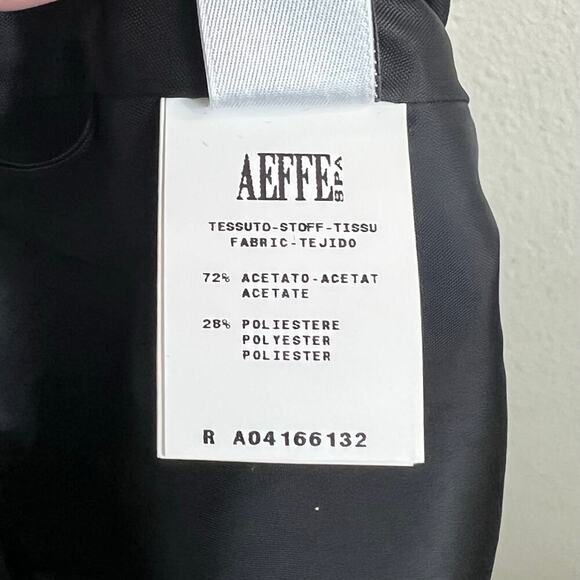 AEFFE SPA
TESSUTO-STOFF-TISSU
FABRIC-TEJIDO
72% ACETATO-ACETAT
ACETATE
28% POLIESTERE
POLYESTER
POLIESTER
R A04166132